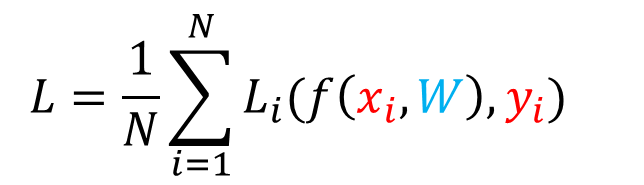 L = \frac{1}{N} \sum_{i=1}^{N} L_i(f(x_i, W), y_i)